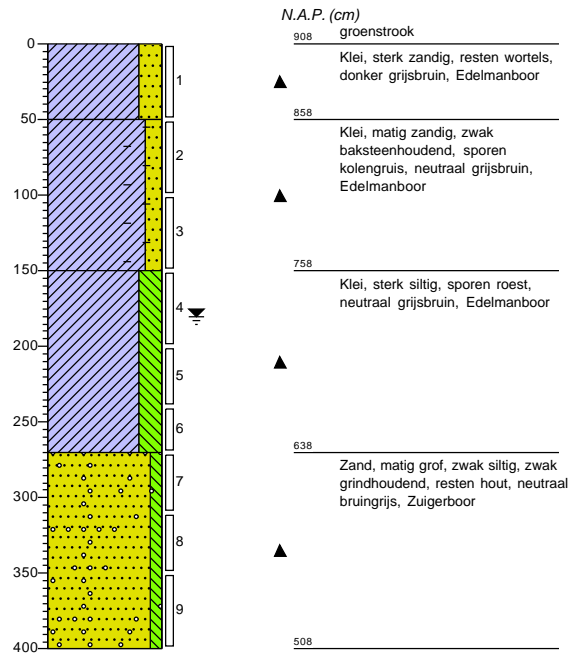 N.A.P. (cm)
908 groenstrook
0
Klei, sterk zandig, resten wortels,
donker grijsbruin, Edelmanboor
1
50
858
Klei, matig zandig, zwak
baksteenhoudend, sporen
kolengruis, neutraal grijsbruin,
Edelmanboor
2
100
3
150
758
Klei, sterk siltig, sporen roest,
neutraal grijsbruin, Edelmanboor
4
200
5
250
6
638
Zand, matig grof, zwak siltig, zwak
grindhoudend, resten hout, neutraal
bruingrijs, Zuigerboor
7
300
8
350
9
400
508